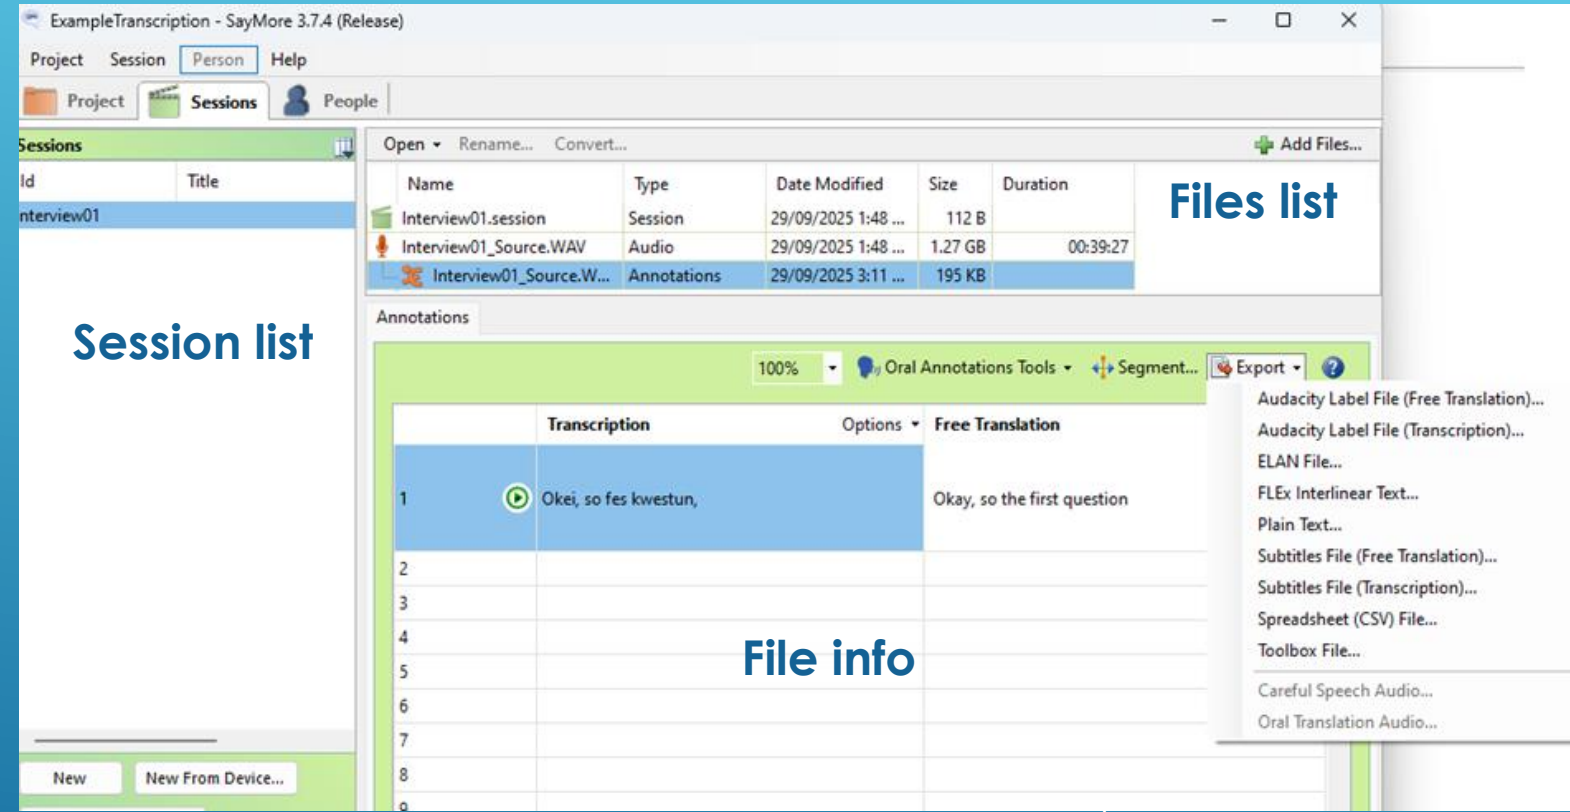 ExampleTranscription - SayMore 3.7.4 (Release)
Project Session Person Help
Project Sessions People
Sessions
Id Title
nterview01
Session list
New New From Device...
Open Rename... Convert... Add Files...
Name Type Date Modified Size Duration
Interview01.session Session 29/09/2025 1:48 ... 112 B
Interview01_Source.WAV Audio 29/09/2025 1:48 ... 1.27 GB 00:39:27
Interview01_Source.W... Annotations 29/09/2025 3:11 ... 195 KB
Files list
Annotations
100% Oral Annotations Tools Segment... Export
Transcription Options Free Translation
1 Okei, so fes kwestun, Okay, so the first question
2
3
4
5
6
7
8
9
File info
Audacity Label File (Free Translation)...
Audacity Label File (Transcription)...
ELAN File...
FLEx Interlinear Text...
Plain Text...
Subtitles File (Free Translation)...
Subtitles File (Transcription)...
Spreadsheet (CSV) File...
Toolbox File...
Careful Speech Audio...
Oral Translation Audio...